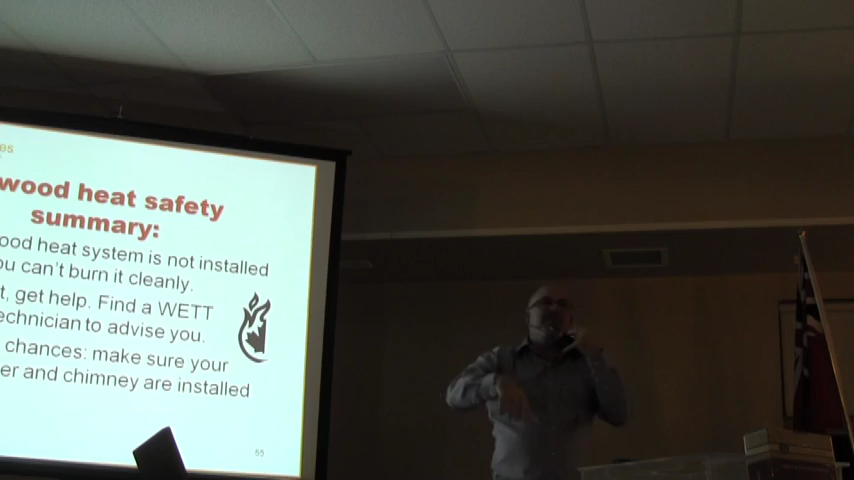 es
wood heat safety
summary:
ood heat system is not installed
ou can't burn it cleanly.
t, get help. Find a WETT
echnician to advise you.
chances: make sure your
er and chimney are installed
55